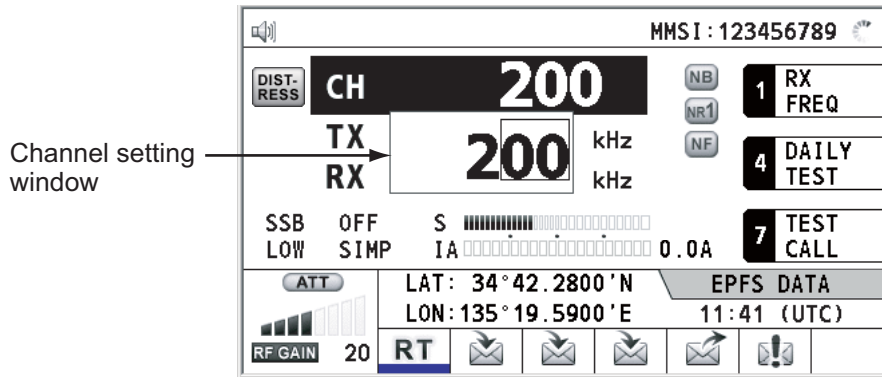 MMSI:123456789
DIST-
RESS
CH 200
NB
NR1
NF
1 RX
FREQ
Channel setting
window
TX
RX
200
kHz
kHz
4 DAILY
TEST
SSB OFF S
LOW SIMP IA 0.0A
7 TEST
CALL
ATT
LAT: 34°42.2800'N
LON:135°19.5900'E
EPFS DATA
11:41 (UTC)
RF GAIN 20
RT